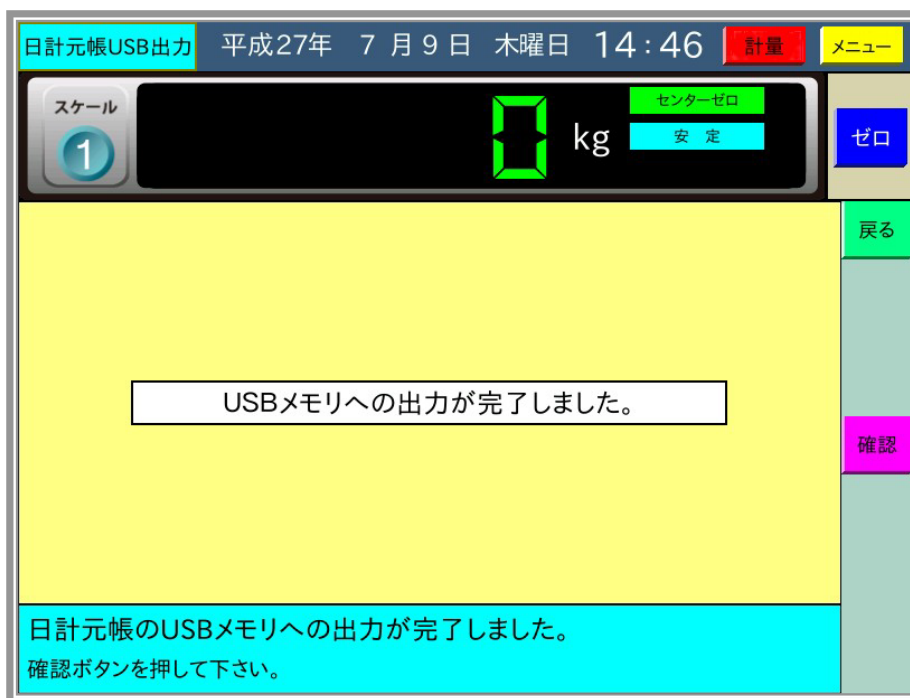 日計元帳USB出力 平成27年 7月9日 木曜日 14:46 計量 メニュー
スケール
1
0 kg
センターゼロ
安定
ゼロ
戻る
USBメモリへの出力が完了しました。
確認
日計元帳のUSBメモリへの出力が完了しました。
確認ボタンを押して下さい。